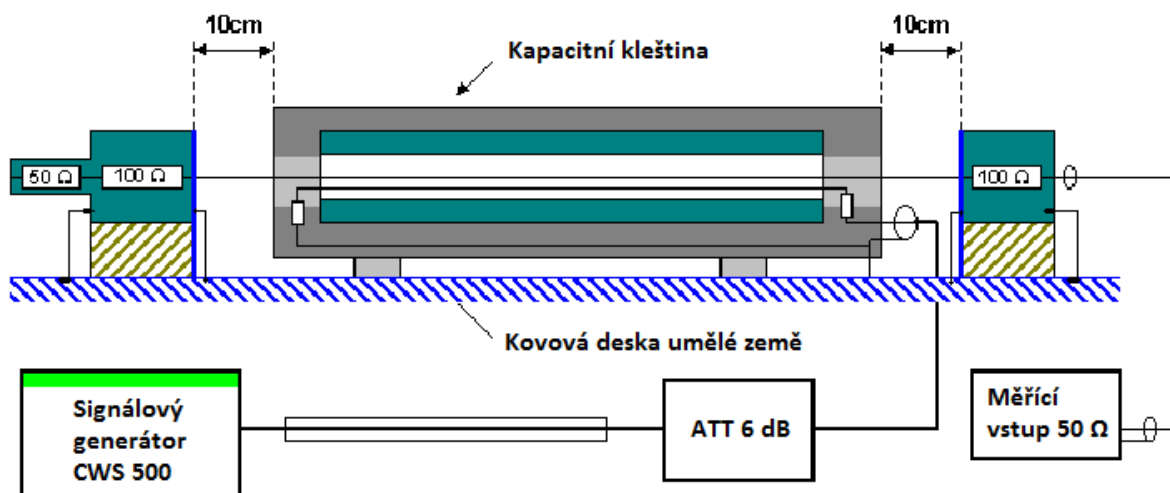 10cm
10cm
Kapacitní kleština
50 Ω
100 Ω
100 Ω
Kovová deska umělé země
Signálový
generátor
CWS 500
ATT 6 dB
Měřící
vstup 50 Ω